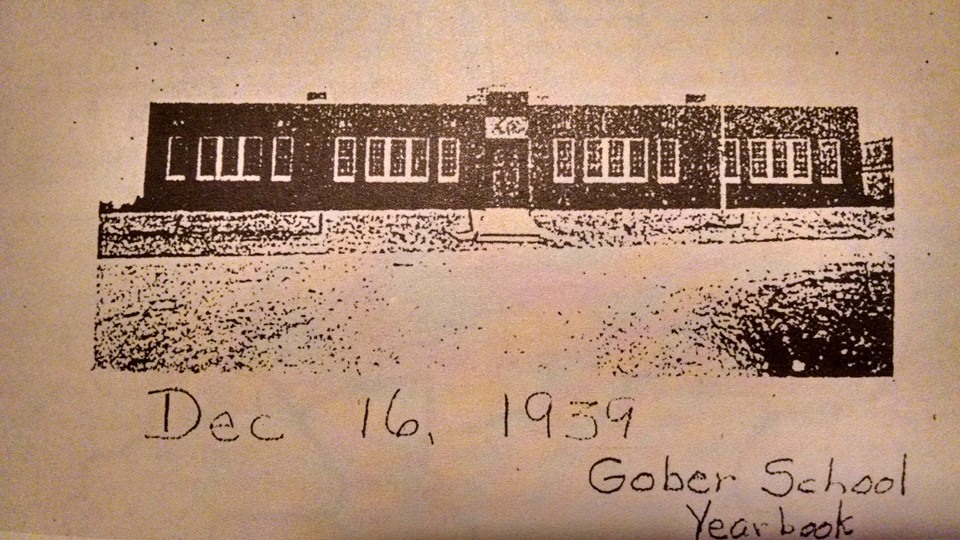 Dec 16, 1939
Gober School
Yearbook